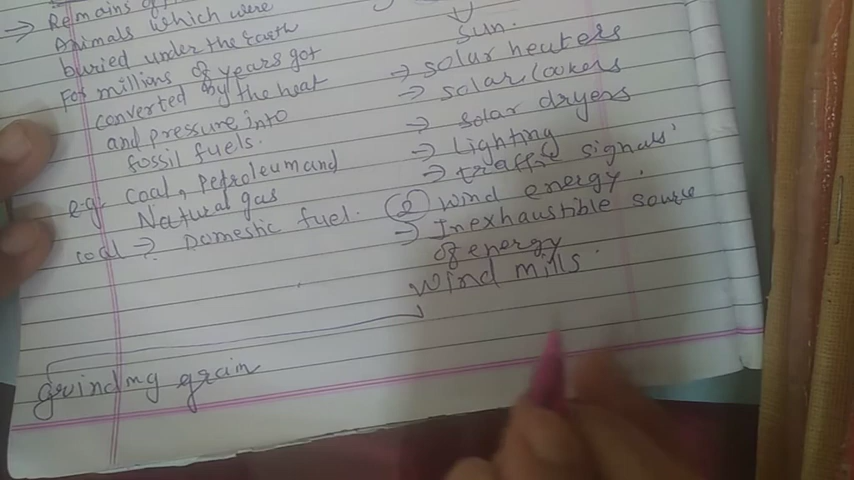 → Remains of
Animals which were
buried under the Earth
For millions of years got
converted by the heat
and pressure into
fossil fuels.
e.g. Coal, Petroleum and
Natural gas
coal → Domestic fuel.
Sun.
→ solar heaters
→ solar cookers
→ solar dryers
→ Lighting
→ traffic signals
② Wind energy.
→ Inexhaustible source
of energy
Wind mills.
grinding grain